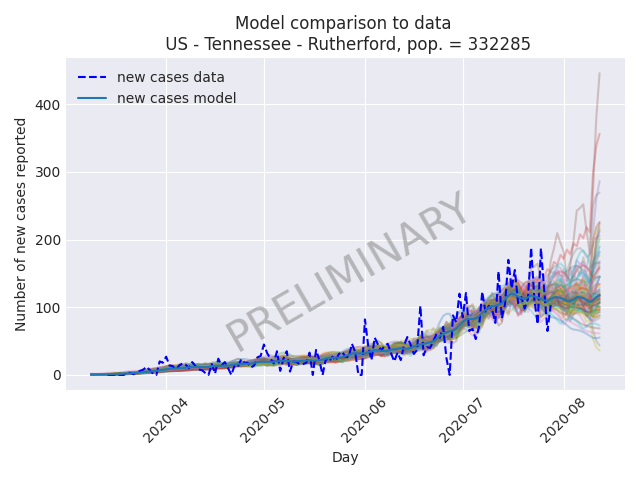 Model comparison to data
US - Tennessee - Rutherford, pop. = 332285
new cases data
new cases model
400
300
200
100
0
Number of new cases reported
PRELIMINARY
2020-04
2020-05
2020-06
2020-07
2020-08
Day